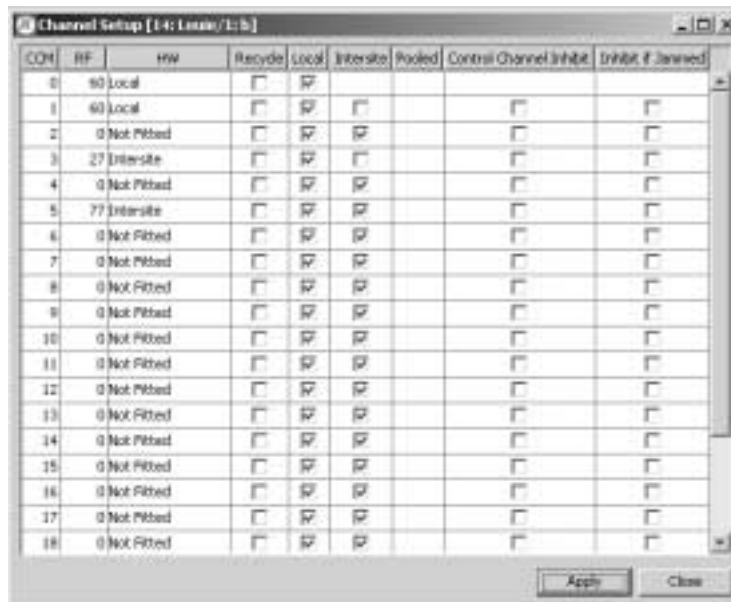 Channel Setup [14: Louie/1: b]
CCM RF HW Recycle Local Intersite Pooled Control Channel Inhibit Inhibit if Jammed
0 60 Local
1 60 Local
2 0 Not Fitted
3 27 Intersite
4 0 Not Fitted
5 77 Intersite
6 0 Not Fitted
7 0 Not Fitted
8 0 Not Fitted
9 0 Not Fitted
10 0 Not Fitted
11 0 Not Fitted
12 0 Not Fitted
13 0 Not Fitted
14 0 Not Fitted
15 0 Not Fitted
16 0 Not Fitted
17 0 Not Fitted
18 0 Not Fitted
Apply Close